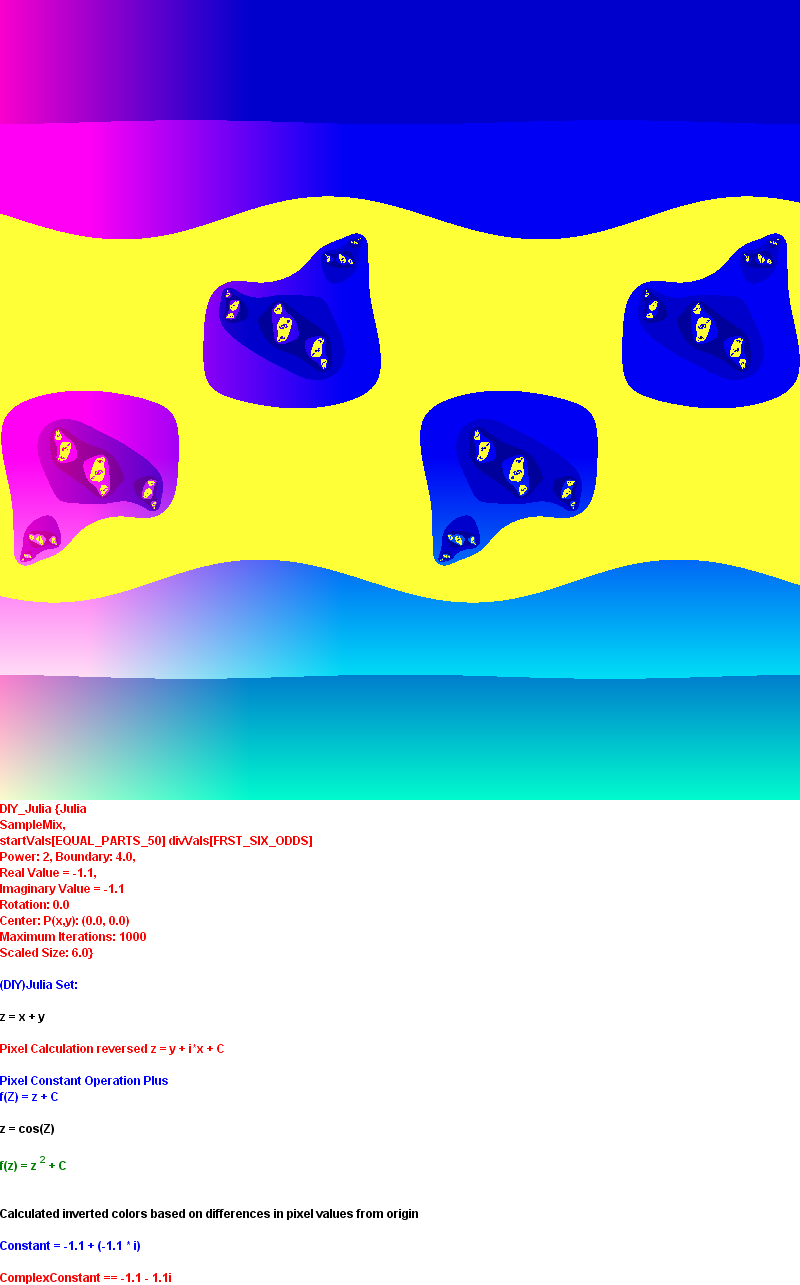 DIY_Julia {Julia
SampleMix,
startVals[EQUAL_PARTS_50] divVals[FRST_SIX_ODDS]
Power: 2, Boundary: 4.0,
Real Value = -1.1,
Imaginary Value = -1.1
Rotation: 0.0
Center: P(x,y): (0.0, 0.0)
Maximum Iterations: 1000
Scaled Size: 6.0}
(DIY)Julia Set:
z = x + y
Pixel Calculation reversed z = y + i*x + C
Pixel Constant Operation Plus
f(Z) = z + C
z = cos(Z)
f(z) = z ² + C
Calculated inverted colors based on differences in pixel values from origin
Constant = -1.1 + (-1.1 * i)
ComplexConstant == -1.1 - 1.1i